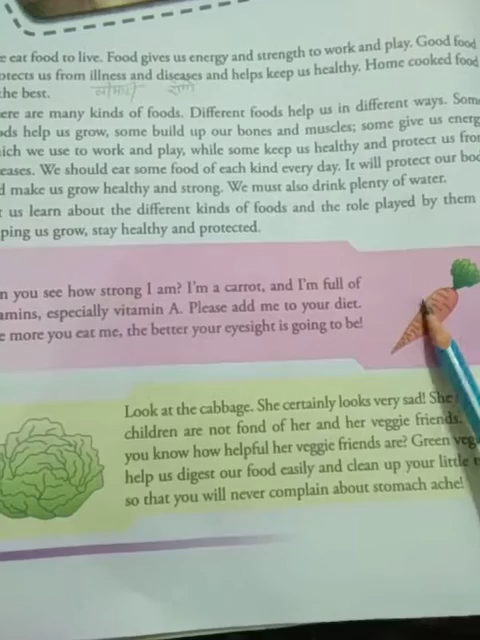 e eat food to live. Food gives us energy and strength to work and play. Good food
otects us from illness and diseases and helps keep us healthy. Home cooked food
the best.
बीमारी
ere are many kinds of foods. Different foods help us in different ways. Som
ods help us grow, some build up our bones and muscles; some give us energ
ich we use to work and play, while some keep us healthy and protect us from
eases. We should eat some food of each kind every day. It will protect our bod
d make us grow healthy and strong. We must also drink plenty of water.
t us learn about the different kinds of foods and the role played by them
ping us grow, stay healthy and protected.
n you see how strong I am? I'm a carrot, and I'm full of
amins, especially vitamin A. Please add me to your diet.
e more you eat me, the better your eyesight is going to be!
Look at the cabbage. She certainly looks very sad! She
children are not fond of her and her veggie friends.
you know how helpful her veggie friends are? Green veg
help us digest our food easily and clean up your little
so that you will never complain about stomach ache!